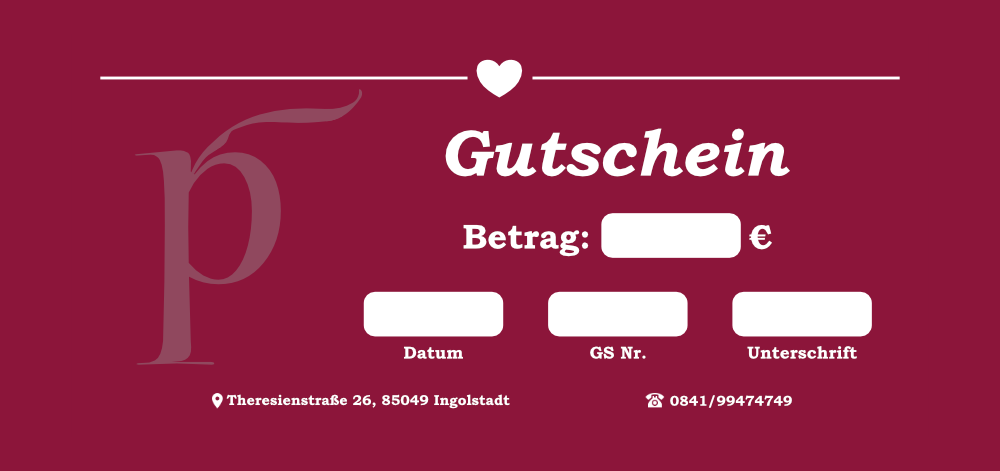 p
Gutschein
Betrag: €
Datum GS Nr. Unterschrift
Theresienstraße 26, 85049 Ingolstadt 0841/99474749